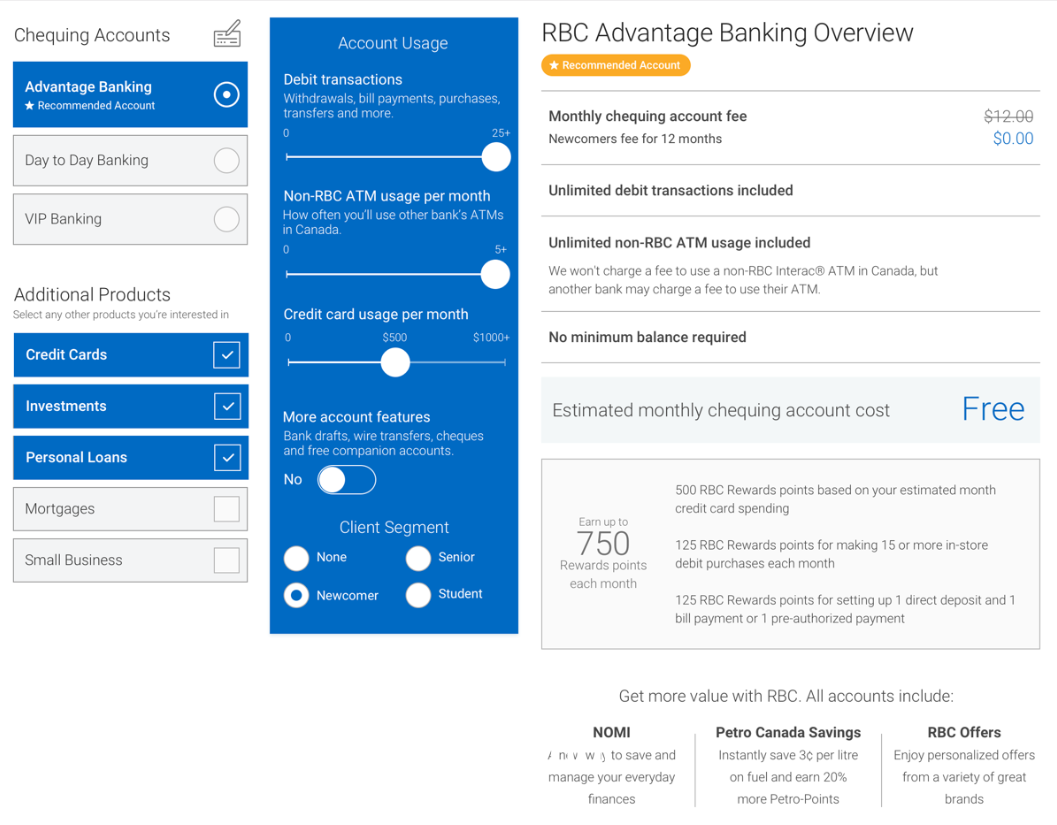 Chequing Accounts
Advantage Banking
★ Recommended Account
Day to Day Banking
VIP Banking
Additional Products
Select any other products you're interested in
Credit Cards
Investments
Personal Loans
Mortgages
Small Business
Account Usage
Debit transactions
Withdrawals, bill payments, purchases,
transfers and more.
0 25+
Non-RBC ATM usage per month
How often you'll use other bank's ATMs
in Canada.
0 5+
Credit card usage per month
0 $500 $1000+
More account features
Bank drafts, wire transfers, cheques
and free companion accounts.
No
Client Segment
None Senior
Newcomer Student
RBC Advantage Banking Overview
★ Recommended Account
Monthly chequing account fee $12.00
Newcomers fee for 12 months $0.00
Unlimited debit transactions included
Unlimited non-RBC ATM usage included
We won't charge a fee to use a non-RBC Interac® ATM in Canada, but
another bank may charge a fee to use their ATM.
No minimum balance required
Estimated monthly chequing account cost Free
Earn up to
750
Rewards points
each month
500 RBC Rewards points based on your estimated month
credit card spending
125 RBC Rewards points for making 15 or more in-store
debit purchases each month
125 RBC Rewards points for setting up 1 direct deposit and 1
bill payment or 1 pre-authorized payment
Get more value with RBC. All accounts include:
NOMI
to save and
manage your everyday
finances
Petro Canada Savings
Instantly save 3¢ per litre
on fuel and earn 20%
more Petro-Points
RBC Offers
Enjoy personalized offers
from a variety of great
brands